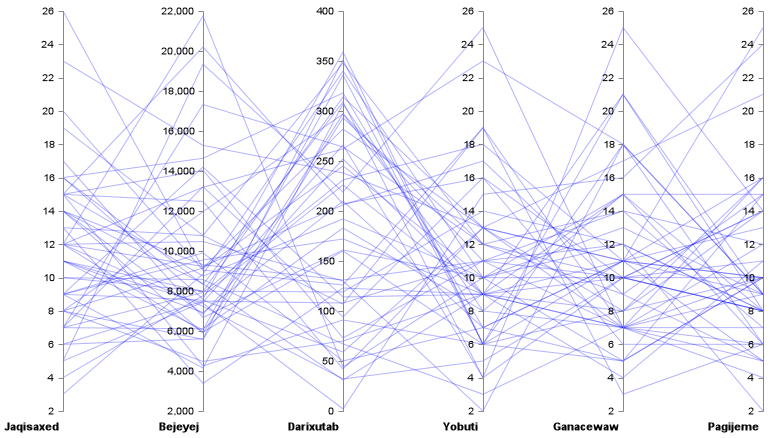 26 22,000 400 26 26 26
24 20,000 350 24 24 24
22 18,000 300 22 22 22
20 16,000 250 20 20 20
18 14,000 200 18 18 18
16 12,000 150 16 16 16
14 10,000 100 14 14 14
12 8,000 50 12 12 12
10 6,000 0 10 10 10
8 4,000 8 8 8
6 2,000 6 6 6
4 4 4 4
2 2 2 2
Jaqisaxed Bejeyej Darixutab Yobuti Ganacewaw Pagijeme